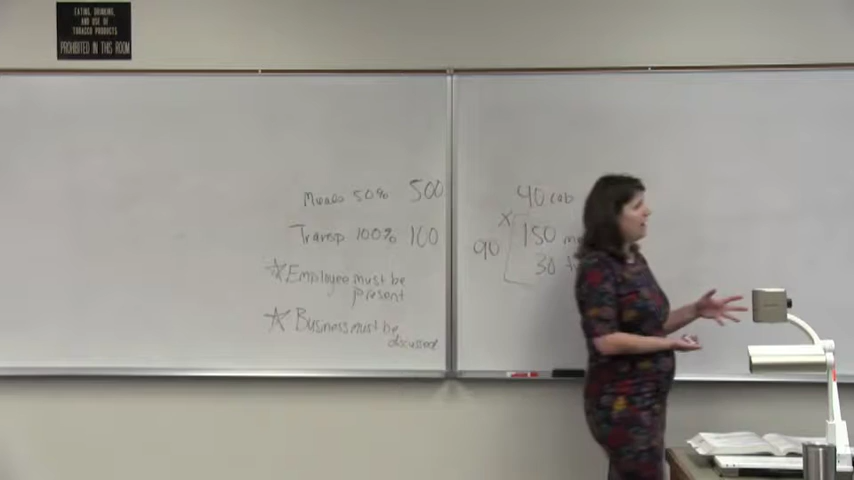 EATING, DRINKING,
AND USE OF
TOBACCO PRODUCTS
PROHIBITED IN THIS ROOM
Meals 50% 500
Transp 100% 100
☆Employee must be
present
☆Business must be
discussed
40 cab
X
150
90
30